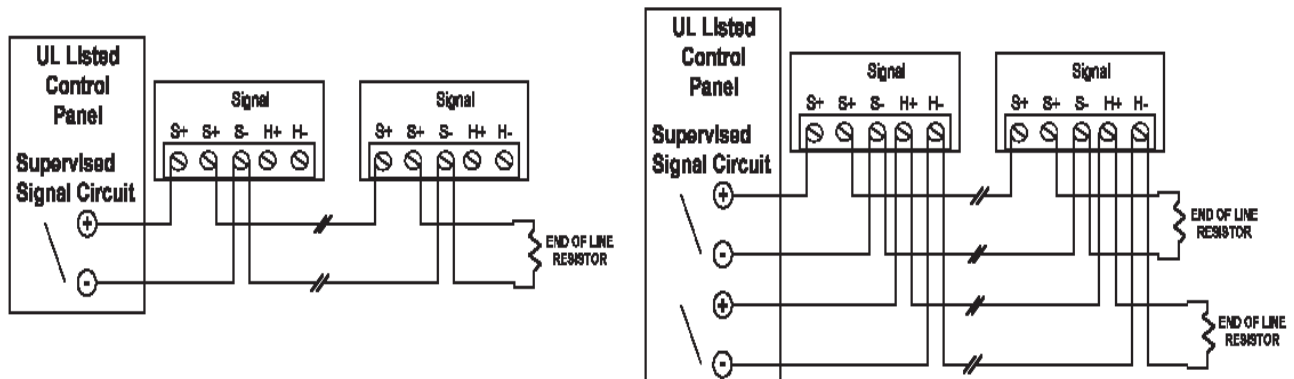 UL Listed
Control
Panel
Supervised
Signal Circuit
+
-
Signal
S+ S+ S- H+ H-
Signal
S+ S+ S- H+ H-
END OF LINE
RESISTOR
UL Listed
Control
Panel
Supervised
Signal Circuit
+
-
+
-
Signal
S+ S+ S- H+ H-
Signal
S+ S+ S- H+ H-
END OF LINE
RESISTOR
END OF LINE
RESISTOR